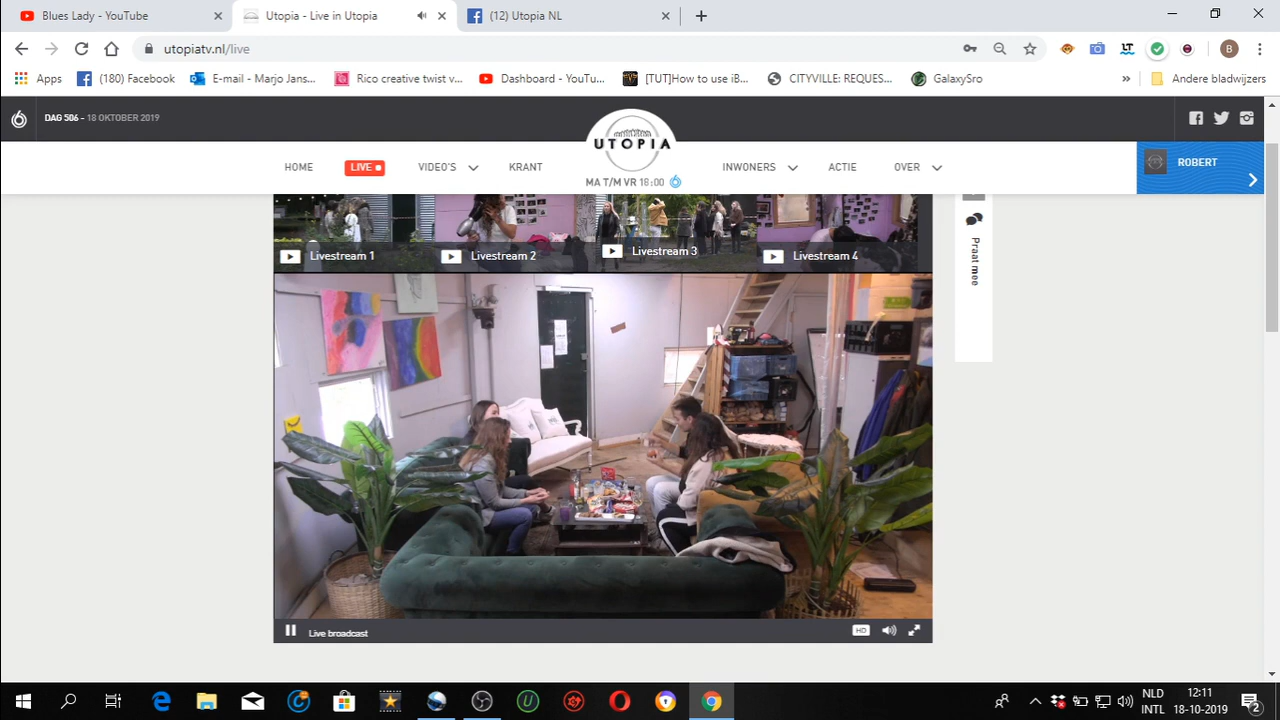 Blues Lady - YouTube
Utopia - Live in Utopia
(12) Utopia NL
utopiatv.nl/live
B
Apps
(180) Facebook
E-mail - Marjo Jans...
Rico creative twist v...
Dashboard - YouTu...
[TUT]How to use iB...
CITYVILLE: REQUES...
GalaxySro
»
Andere bladwijzers
DAG 506 - 18 OKTOBER 2019
UTOPIA
MA T/M VR 18:00
HOME
LIVE
VIDEO'S
KRANT
INWONERS
ACTIE
OVER
ROBERT
Livestream 1
Livestream 2
Livestream 3
Livestream 4
Praat mee
Live broadcast
HD
NLD
INTL
12:11
18-10-2019
2